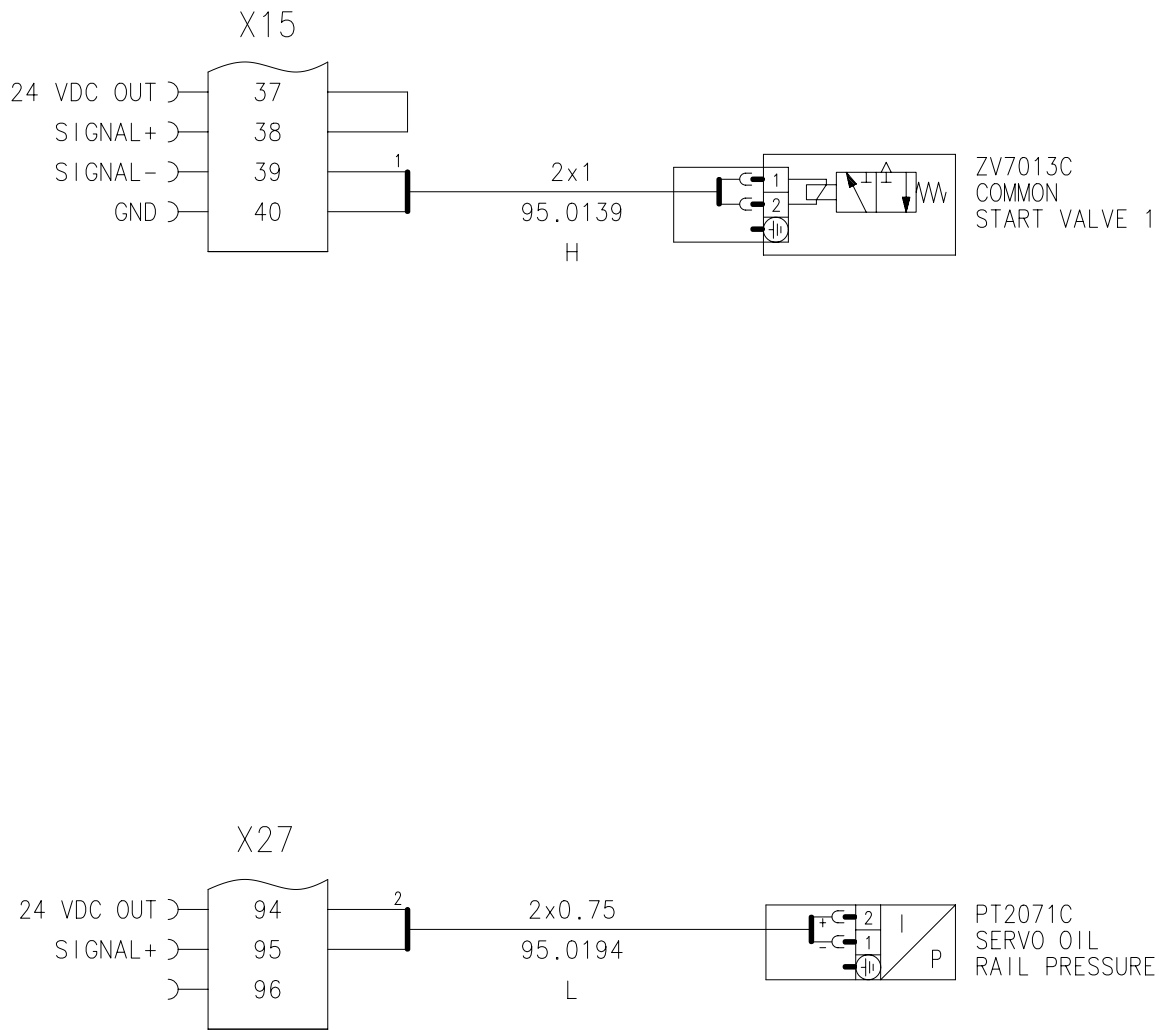 X15
24 VDC OUT 37
SIGNAL+ 38
SIGNAL- 39 1
GND 40
2x1
95.0139
H
1
2
ZV7013C
COMMON
START VALVE 1
X27
24 VDC OUT 94 2
SIGNAL+ 95
96
2x0.75
95.0194
L
+ 2
- 1
I
P
PT2071C
SERVO OIL
RAIL PRESSURE